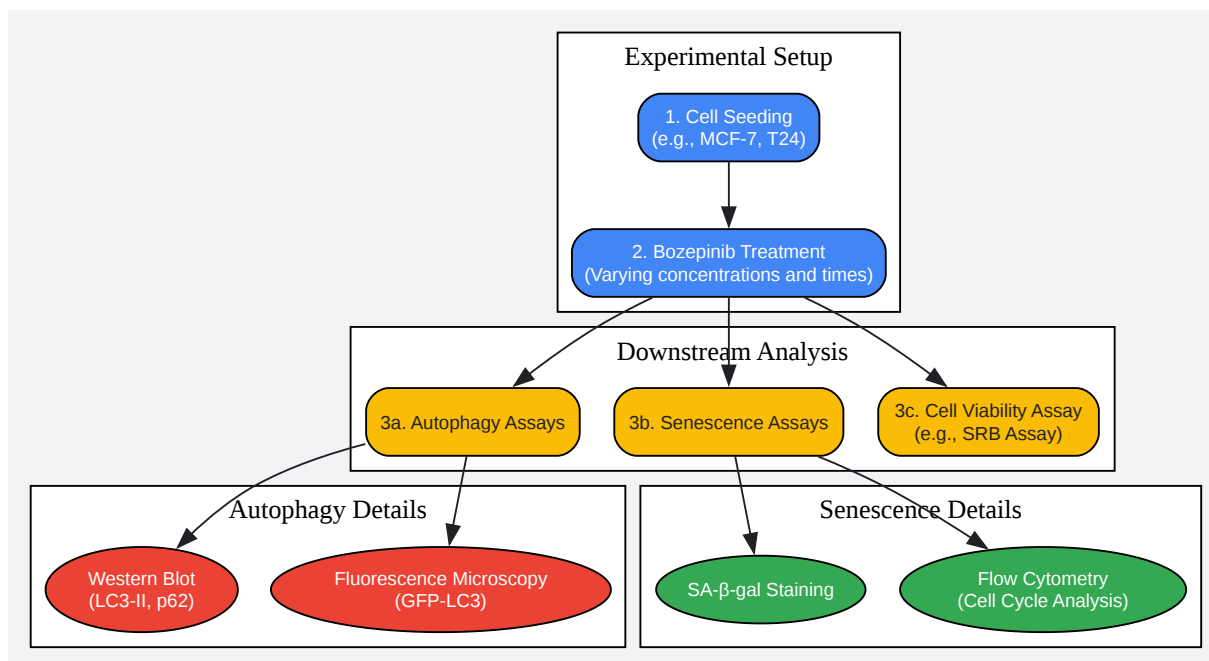 Experimental Setup
1. Cell Seeding
(e.g., MCF-7, T24)
2. Bozepinib Treatment
(Varying concentrations and times)
Downstream Analysis
3a. Autophagy Assays
3b. Senescence Assays
3c. Cell Viability Assay
(e.g., SRB Assay)
Autophagy Details
Western Blot
(LC3-II, p62)
Fluorescence Microscopy
(GFP-LC3)
Senescence Details
SA-β-gal Staining
Flow Cytometry
(Cell Cycle Analysis)